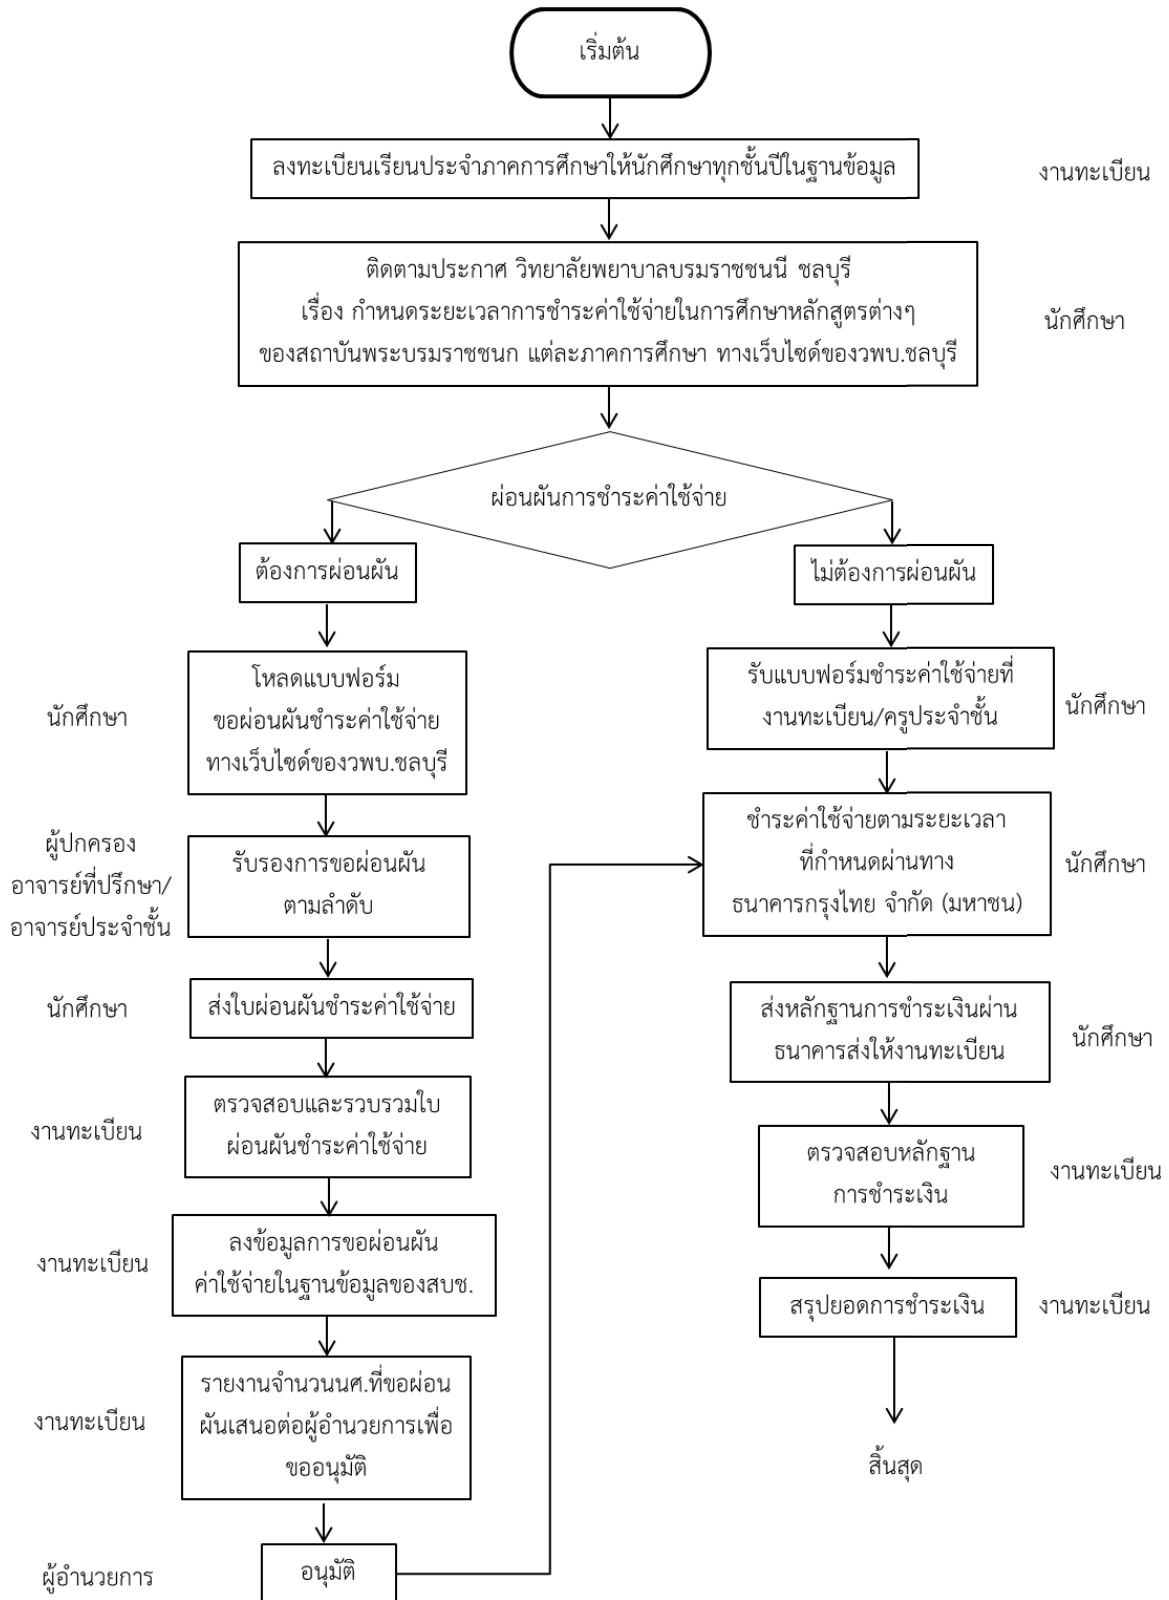 เริ่มต้น
ลงทะเบียนเรียนประจำภาคการศึกษาให้นักศึกษาทุกชั้นปีในฐานข้อมูล
งานทะเบียน
ติดตามประกาศ วิทยาลัยพยาบาลบรมราชชนนี ชลบุรี
เรื่อง กำหนดระยะเวลาการชำระค่าใช้จ่ายในการศึกษาหลักสูตรต่างๆ
ของสถาบันพระบรมราชชนก แต่ละภาคการศึกษา ทางเว็บไซด์ของวพบ.ชลบุรี
นักศึกษา
ผ่อนผันการชำระค่าใช้จ่าย
ต้องการผ่อนผัน
นักศึกษา
โหลดแบบฟอร์ม
ขอผ่อนผันชำระค่าใช้จ่าย
ทางเว็บไซด์ของวพบ.ชลบุรี
ผู้ปกครอง
อาจารย์ที่ปรึกษา/
อาจารย์ประจำชั้น
รับรองการขอผ่อนผัน
ตามลำดับ
นักศึกษา
ส่งใบผ่อนผันชำระค่าใช้จ่าย
งานทะเบียน
ตรวจสอบและรวบรวมใบ
ผ่อนผันชำระค่าใช้จ่าย
งานทะเบียน
ลงข้อมูลการขอผ่อนผัน
ค่าใช้จ่ายในฐานข้อมูลของสบช.
งานทะเบียน
รายงานจำนวนนศ.ที่ขอผ่อน
ผันเสนอต่อผู้อำนวยการเพื่อ
ขออนุมัติ
ผู้อำนวยการ
อนุมัติ
ไม่ต้องการผ่อนผัน
รับแบบฟอร์มชำระค่าใช้จ่ายที่
งานทะเบียน/ครูประจำชั้น
นักศึกษา
ชำระค่าใช้จ่ายตามระยะเวลา
ที่กำหนดผ่านทาง
ธนาคารกรุงไทย จำกัด (มหาชน)
นักศึกษา
ส่งหลักฐานการชำระเงินผ่าน
ธนาคารส่งให้งานทะเบียน
นักศึกษา
ตรวจสอบหลักฐาน
การชำระเงิน
งานทะเบียน
สรุปยอดการชำระเงิน
งานทะเบียน
สิ้นสุด